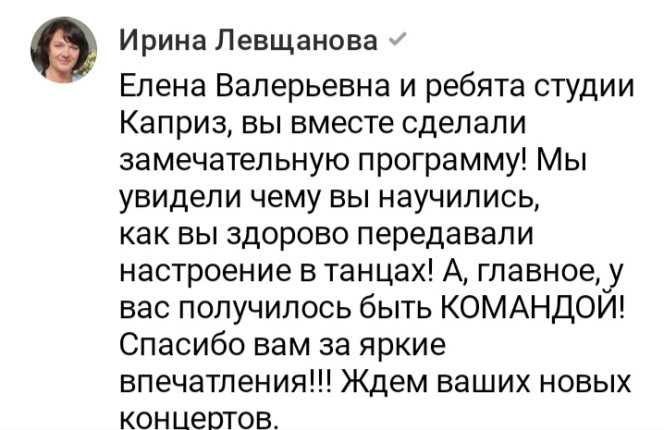 Ирина Левщанова
Елена Валерьевна и ребята студии
Каприз, вы вместе сделали
замечательную программу! Мы
увидели чему вы научились,
как вы здорово передавали
настроение в танцах! А, главное, у
вас получилось быть КОМАНДОЙ!
Спасибо вам за яркие
впечатления!!! Ждем ваших новых
концертов.